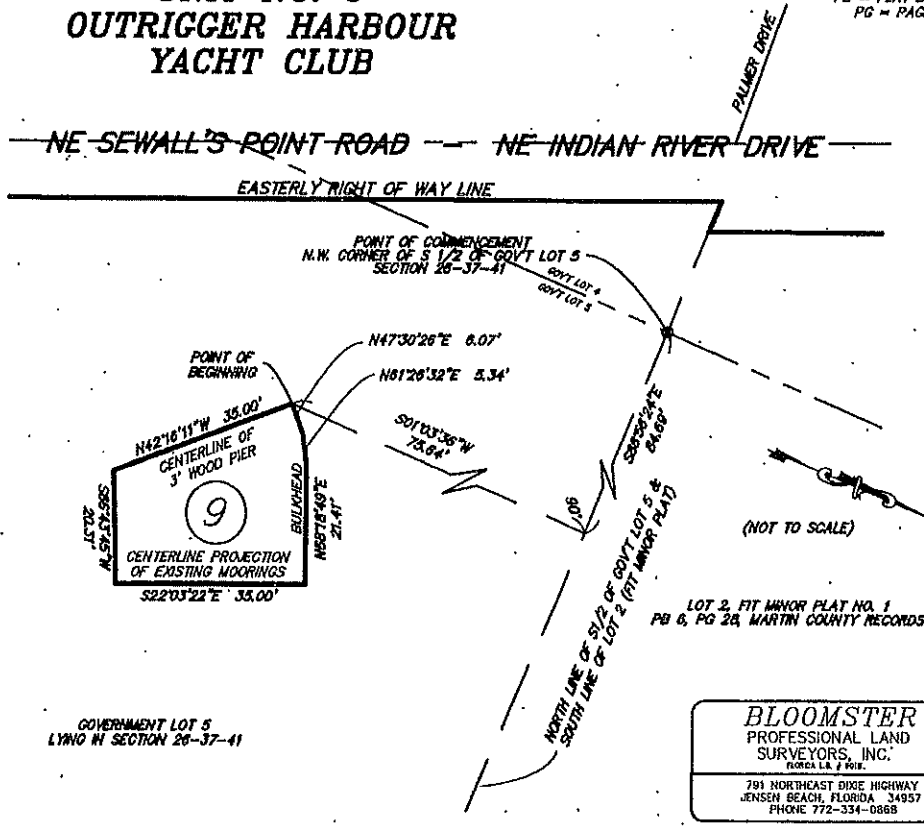 OUTRIGGER HARBOUR
YACHT CLUB
PG = PAG
PALMER DRIVE
NE SEWALL'S POINT ROAD -- NE INDIAN RIVER DRIVE
EASTERLY RIGHT OF WAY LINE
POINT OF COMMENCEMENT
N.W. CORNER OF S 1/2 OF GOV'T LOT 5
SECTION 26-37-41
GOV'T LOT 4
GOV'T LOT 5
N47°30'26"E 6.07'
POINT OF
BEGINNING
N61°26'32"E 5.34'
N42°16'11"W 35.00'
CENTERLINE OF
3' WOOD PIER
S01°03'36"W
75.64'
S88°56'24"E
84.69'
90°
BULKHEAD
N68°18'49"E
21.41'
20.31'
9
CENTERLINE PROJECTION
OF EXISTING MOORINGS
S22°03'22"E 35.00'
(NOT TO SCALE)
NORTH LINE OF S1/2 OF GOV'T LOT 5 &
SOUTH LINE OF LOT 2 (FIT MINOR PLAT)
LOT 2, FIT MINOR PLAT NO. 1
PB 6, PG 28, MARTIN COUNTY RECORDS
GOVERNMENT LOT 5
LYING IN SECTION 26-37-41
BLOOMSTER
PROFESSIONAL LAND
SURVEYORS, INC.
791 NORTHEAST DIXIE HIGHWAY
JENSEN BEACH, FLORIDA 34957
PHONE 772-334-0868